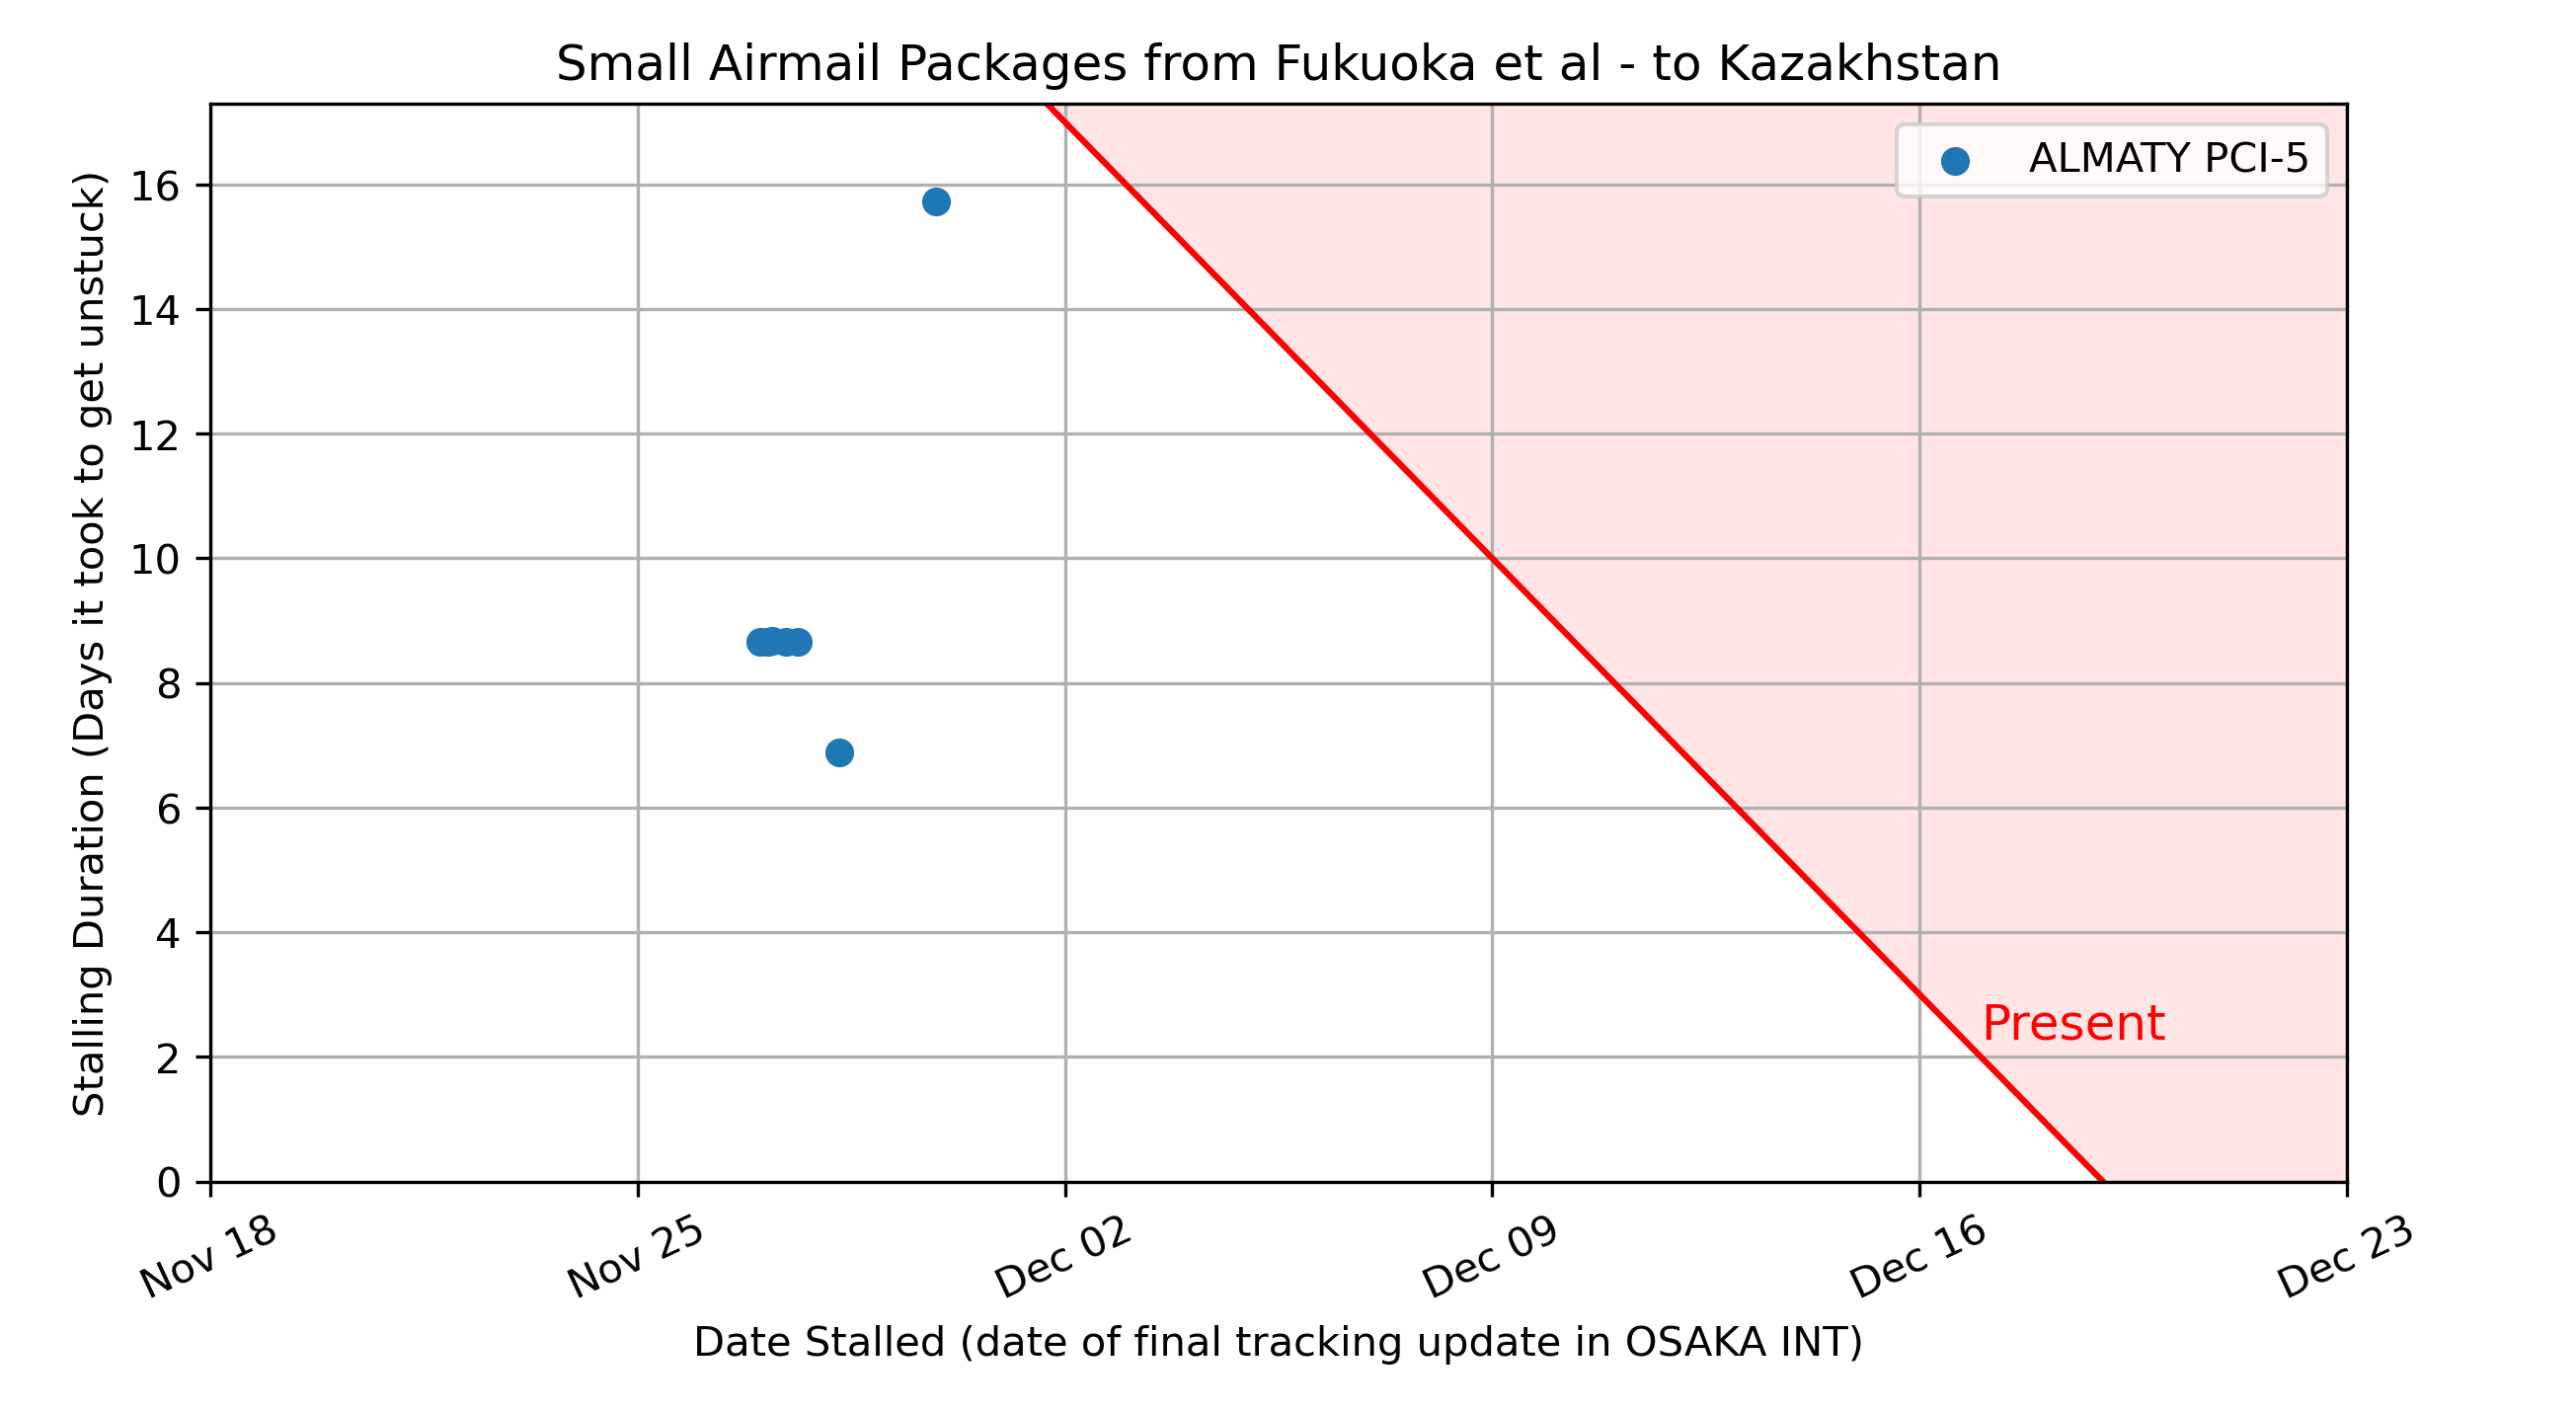 Small Airmail Packages from Fukuoka et al - to Kazakhstan
ALMATY PCI-5
Stalling Duration (Days it took to get unstuck)
16
14
12
10
8
6
4
2
0
Present
Nov 18
Nov 25
Dec 02
Dec 09
Dec 16
Dec 23
Date Stalled (date of final tracking update in OSAKA INT)